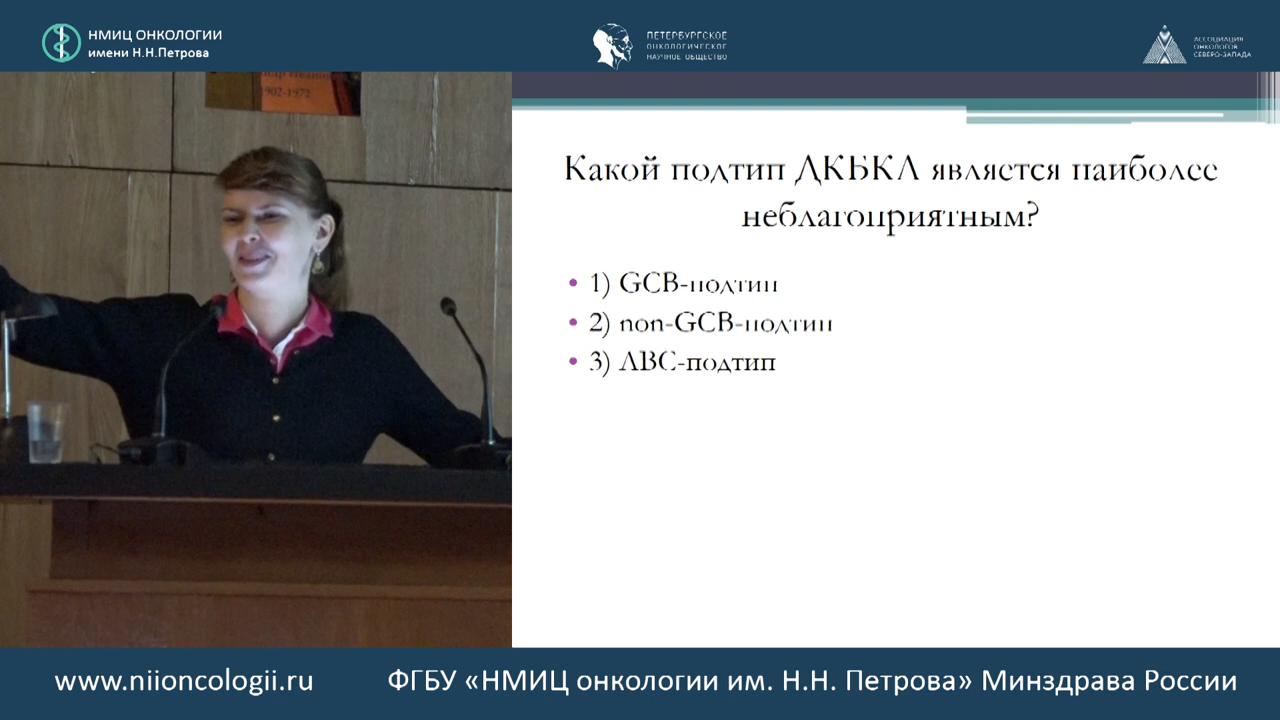 НМИЦ ОНКОЛОГИИ
имени Н.Н.Петрова
ПЕТЕРБУРГСКОЕ
ОНКОЛОГИЧЕСКОЕ
НАУЧНОЕ ОБЩЕСТВО
АССОЦИАЦИЯ
ОНКОЛОГОВ
СЕВЕРО-ЗАПАДА
1902-1972
Какой подтип ДКБКЛ является наиболее
неблагоприятным?
• 1) GCB-подтип
• 2) non-GCB-подтип
• 3) ABC-подтип
www.niioncologii.ru
ФГБУ «НМИЦ онкологии им. Н.Н. Петрова» Минздрава России